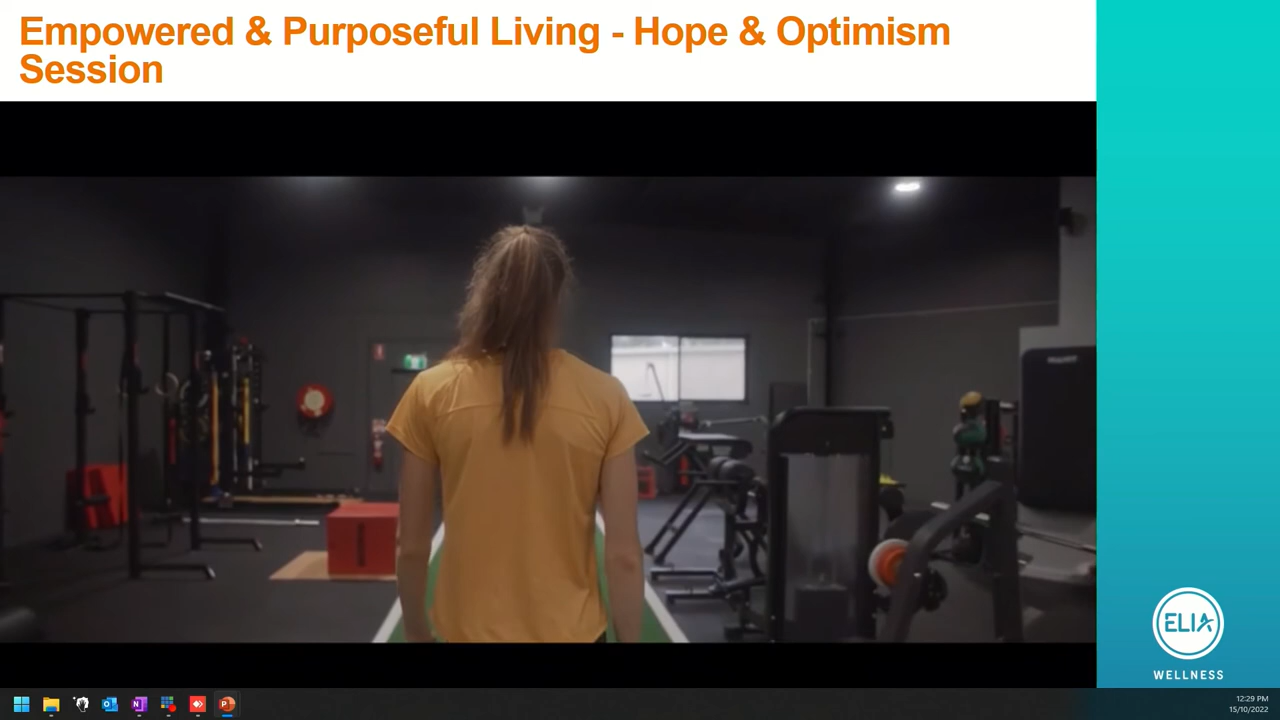 Empowered & Purposeful Living - Hope & Optimism
Session
ELIA
WELLNESS
12:29 PM
15/10/2022